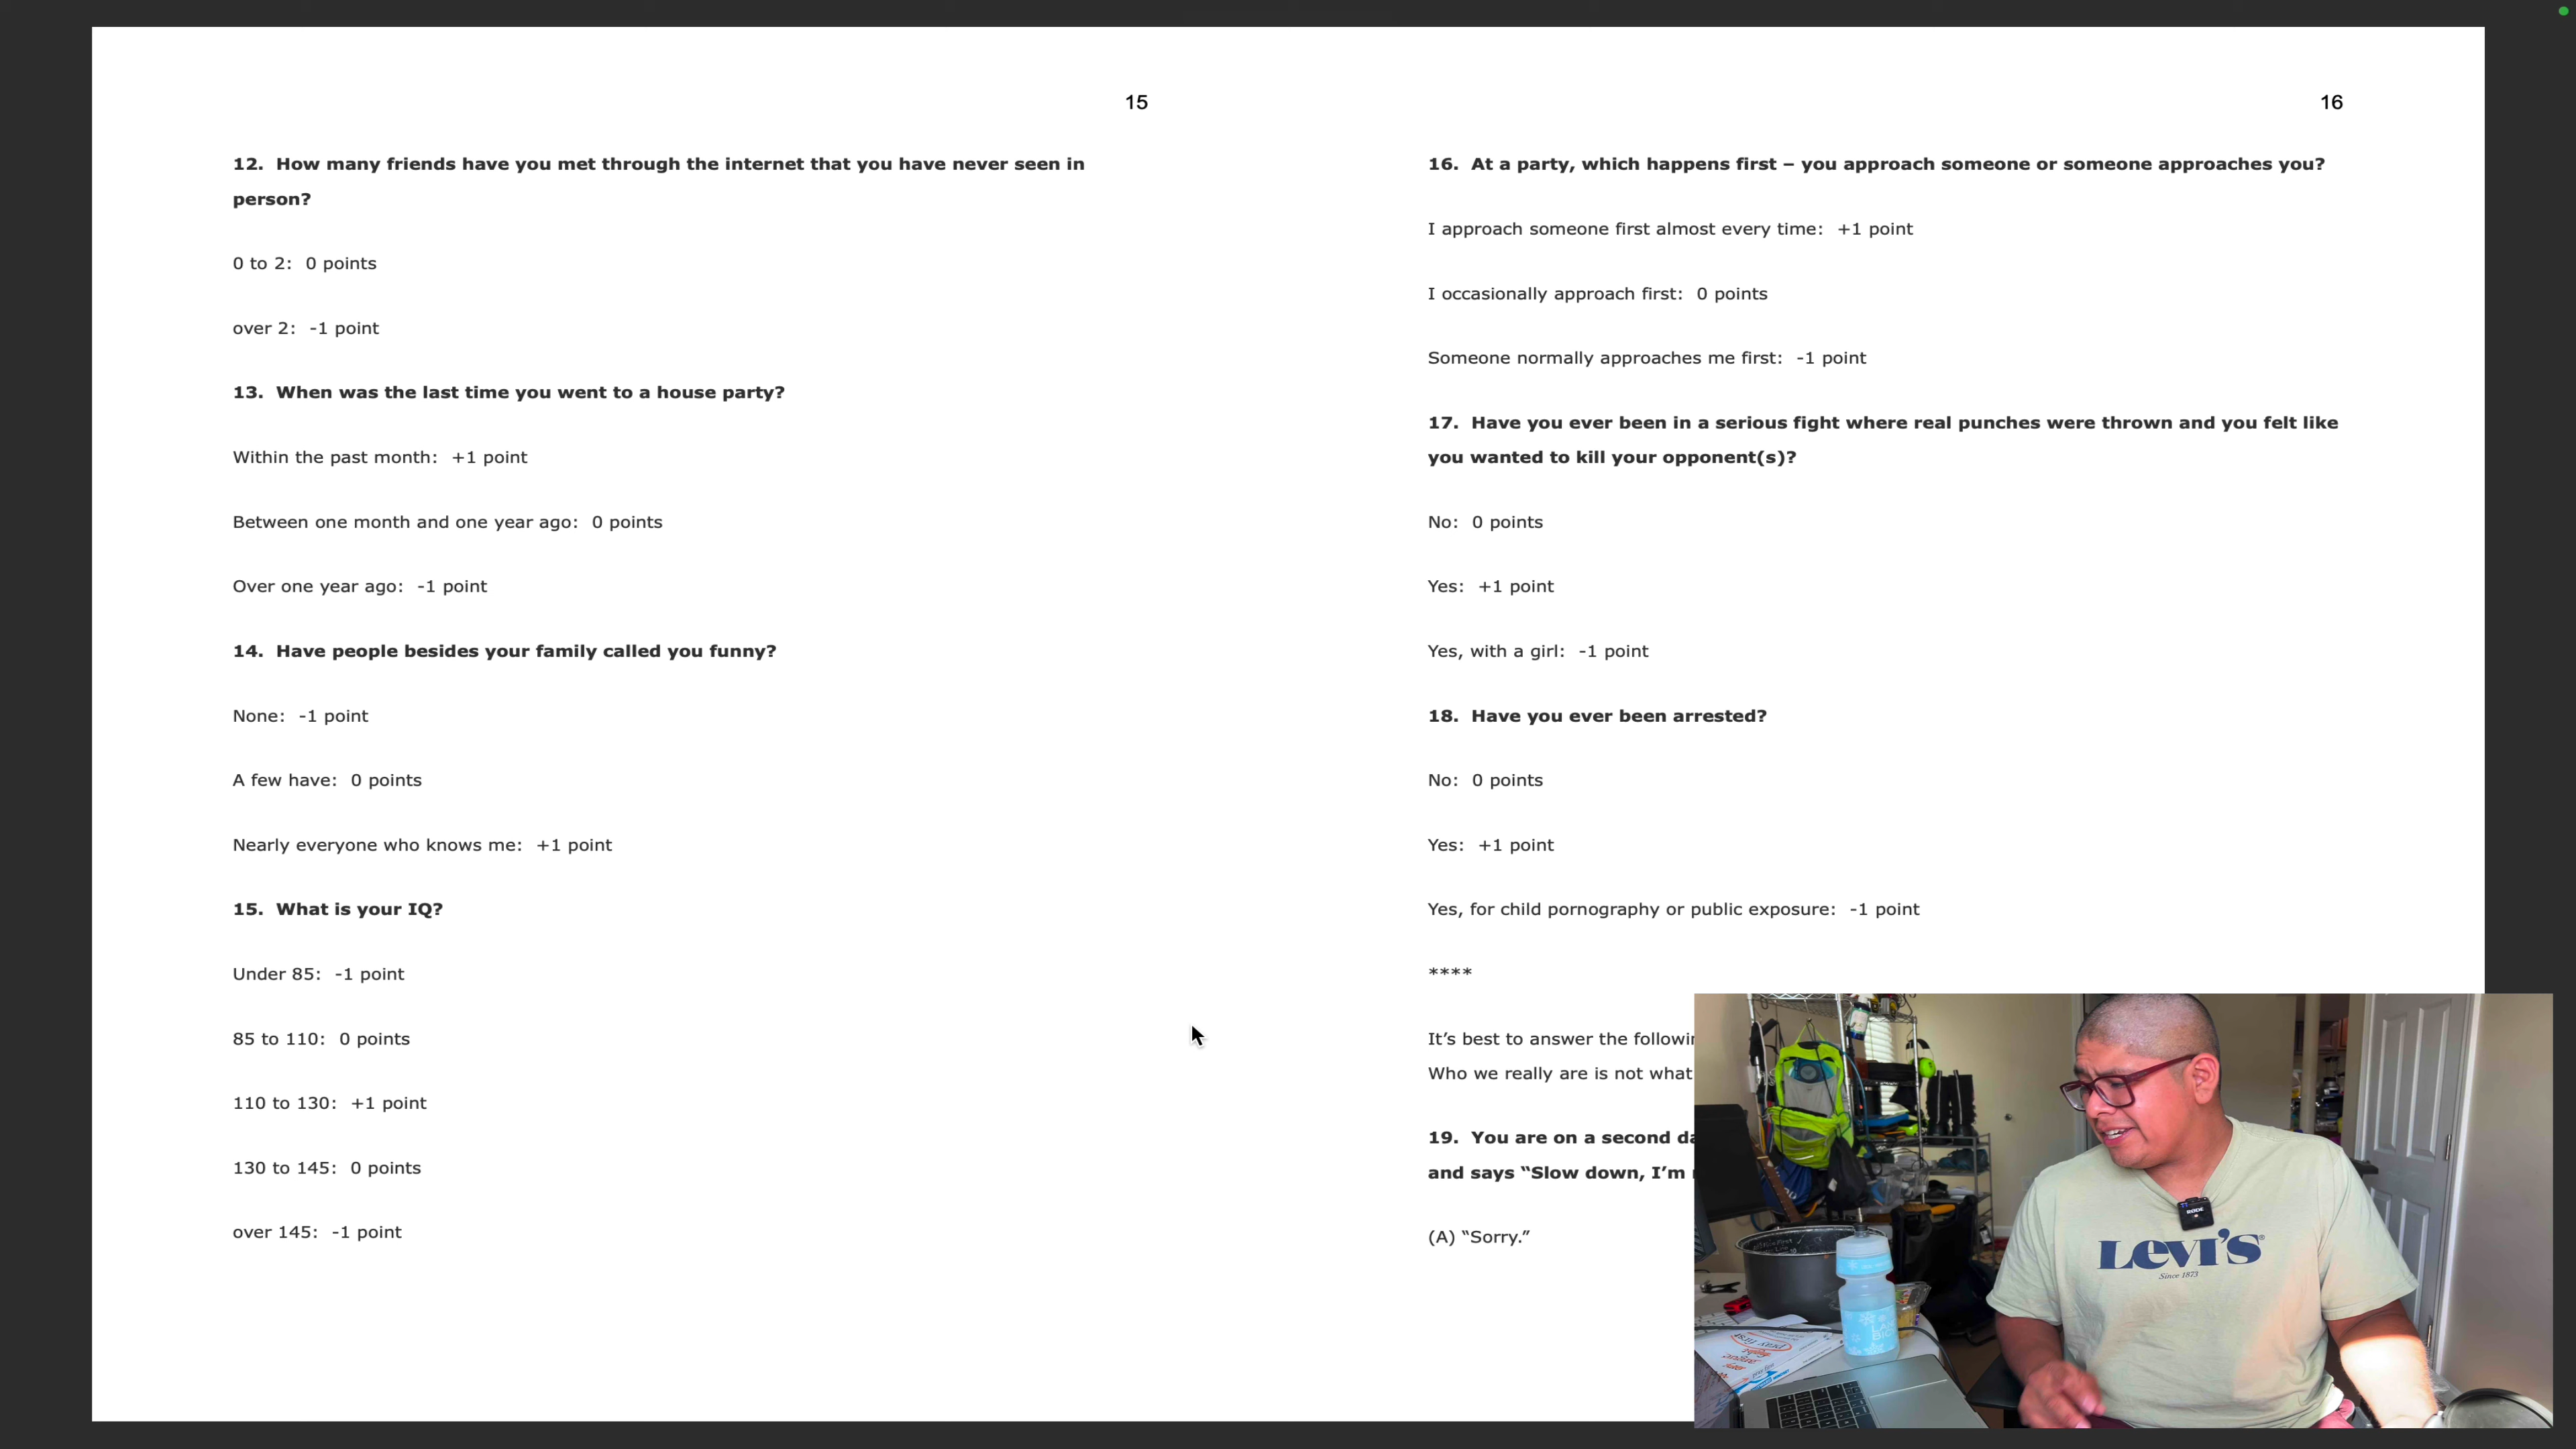 15
12. How many friends have you met through the internet that you have never seen in
person?
0 to 2: 0 points
over 2: -1 point
13. When was the last time you went to a house party?
Within the past month: +1 point
Between one month and one year ago: 0 points
Over one year ago: -1 point
14. Have people besides your family called you funny?
None: -1 point
A few have: 0 points
Nearly everyone who knows me: +1 point
15. What is your IQ?
Under 85: -1 point
85 to 110: 0 points
110 to 130: +1 point
130 to 145: 0 points
over 145: -1 point
16
16. At a party, which happens first – you approach someone or someone approaches you?
I approach someone first almost every time: +1 point
I occasionally approach first: 0 points
Someone normally approaches me first: -1 point
17. Have you ever been in a serious fight where real punches were thrown and you felt like
you wanted to kill your opponent(s)?
No: 0 points
Yes: +1 point
Yes, with a girl: -1 point
18. Have you ever been arrested?
No: 0 points
Yes: +1 point
Yes, for child pornography or public exposure: -1 point
****
It’s best to answer the
Who we really are is not what
19. You are on a second
and says “Slow down, I’m
(A) “Sorry.”
RODE
Levi's
Since 1873